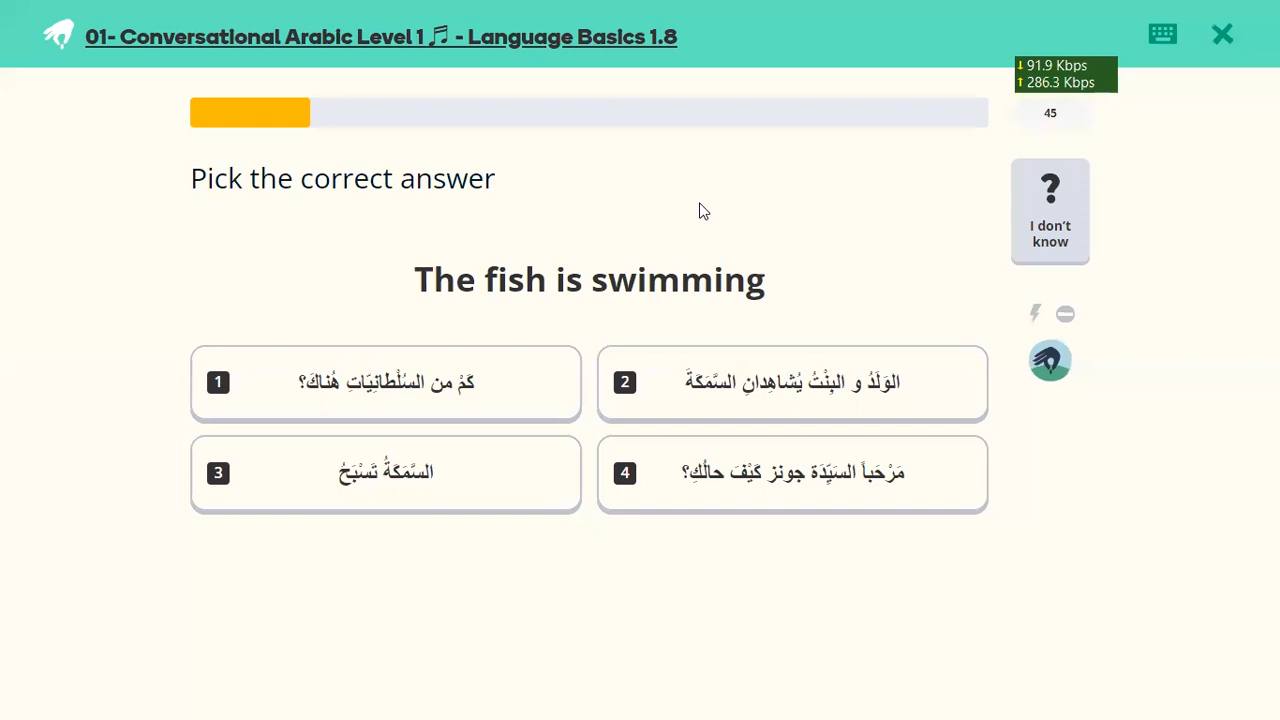 01- Conversational Arabic Level 1 🎵 - Language Basics 1.8
↓ 91.9 Kbps
↑ 286.3 Kbps
45
Pick the correct answer
?
I don't
know
The fish is swimming
1 كَمْ من السُلْطانِيّاتِ هُناكَ؟
2 الوَلَدُ و البِنْتُ يُشاهِدانِ السَّمَكَةَ
3 السَّمَكَةُ تَسْبَحُ
4 مَرْحَباً السَيِّدَة جونز كَيْفَ حالُكِ؟